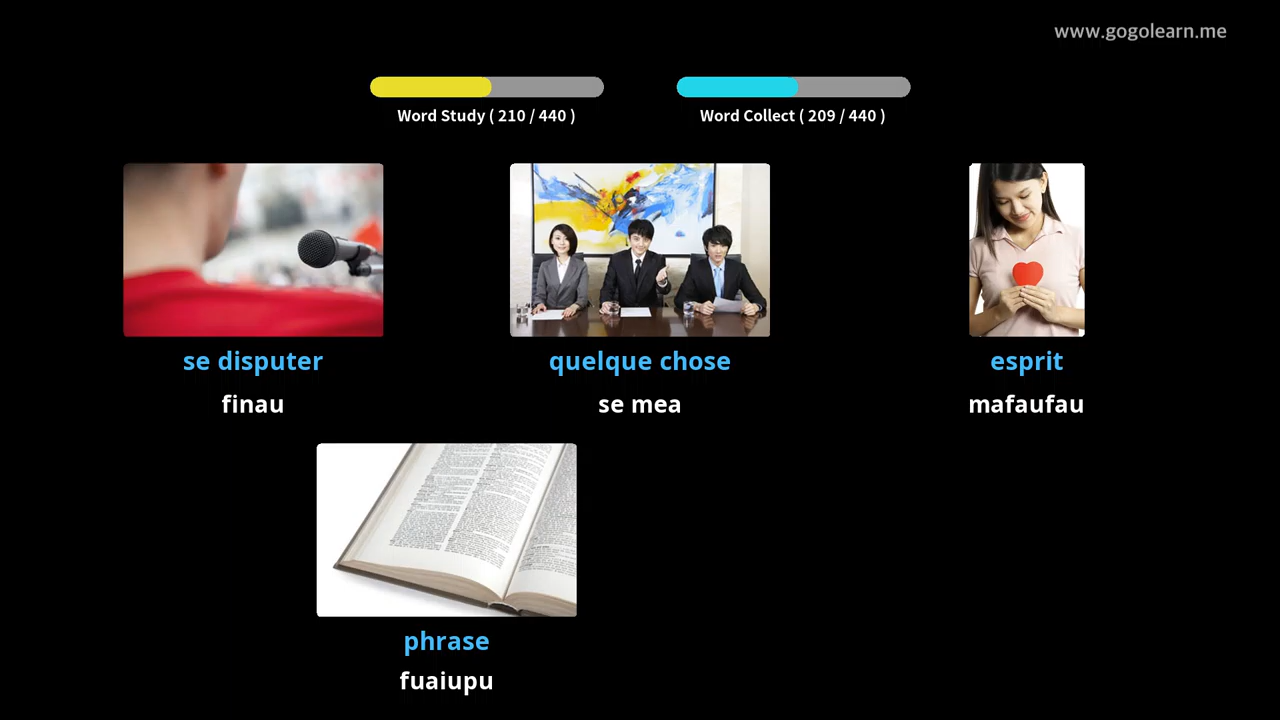 www.gogolearn.me
Word Study ( 210 / 440 )
Word Collect ( 209 / 440 )
se disputer
quelque chose
esprit
finau
se mea
mafaufau
phrase
fuaiupu